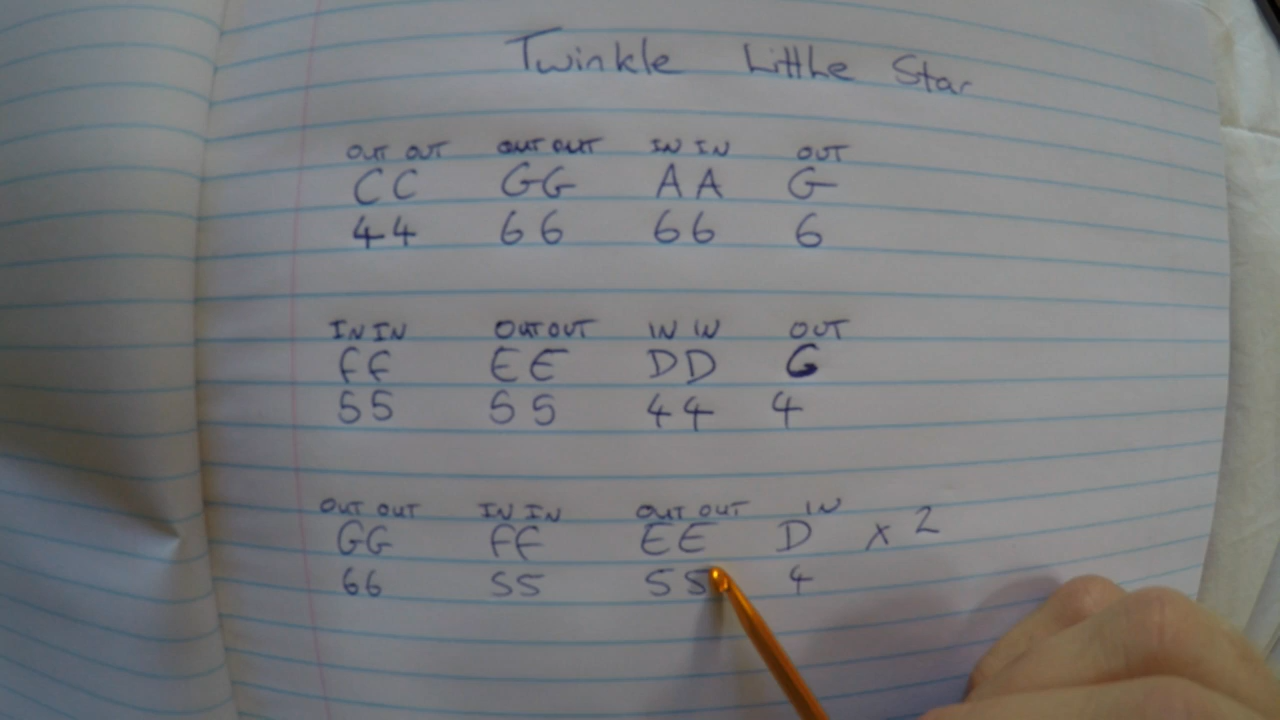 Twinkle Little Star
OUT OUT OUT OUT IN IN OUT
CC GG AA G
44 66 66 6
IN IN OUT OUT IN IN OUT
FF EE DD G
55 55 44 4
OUT OUT IN IN OUT OUT IN
GG FF EE D x 2
66 55 55 4